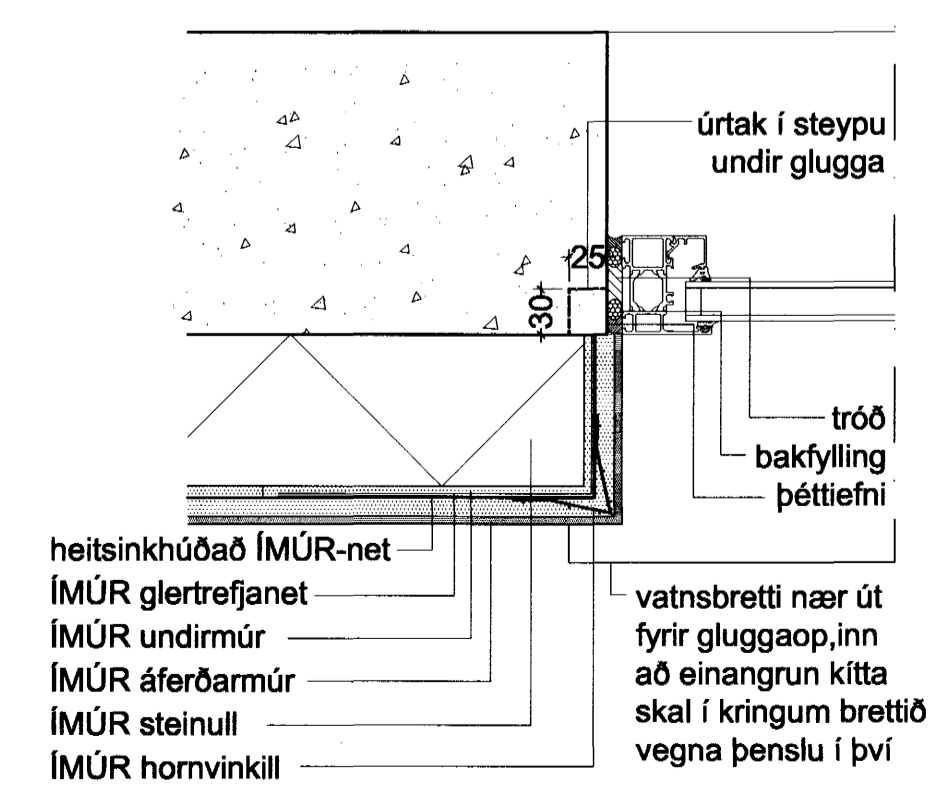 úrtak í steypu
undir glugga
25
30
tróð
bakfylling
þéttiefni
heitsinkhúðað ÍMÚR-net
ÍMÚR glertrefjanet
ÍMÚR undirmúr
ÍMÚR áferðarmúr
ÍMÚR steinull
ÍMÚR hornvinkill
vatnsbretti nær út
fyrir gluggaop,inn
að einangrun kítta
skal í kringum brettið
vegna þenslu í því